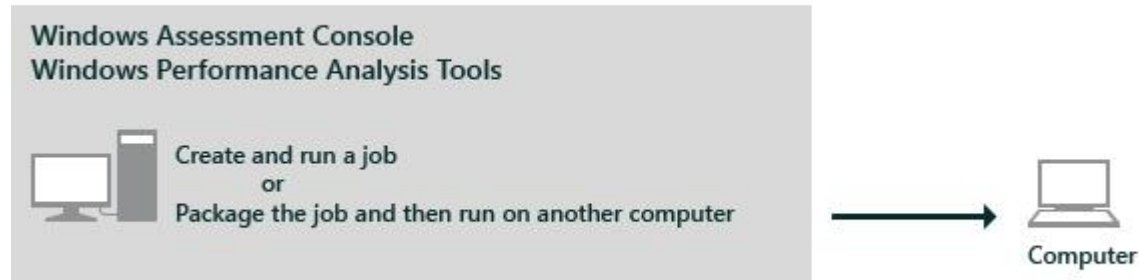 Windows Assessment Console
Windows Performance Analysis Tools
Create and run a job
or
Package the job and then run on another computer
Computer